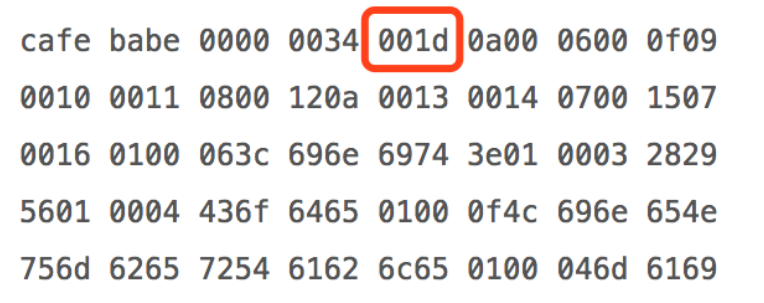 cafe babe 0000 0034 001d 0a00 0600 0f09
0010 0011 0800 120a 0013 0014 0700 1507
0016 0100 063c 696e 6974 3e01 0003 2829
5601 0004 436f 6465 0100 0f4c 696e 654e
756d 6265 7254 6162 6c65 0100 046d 6169